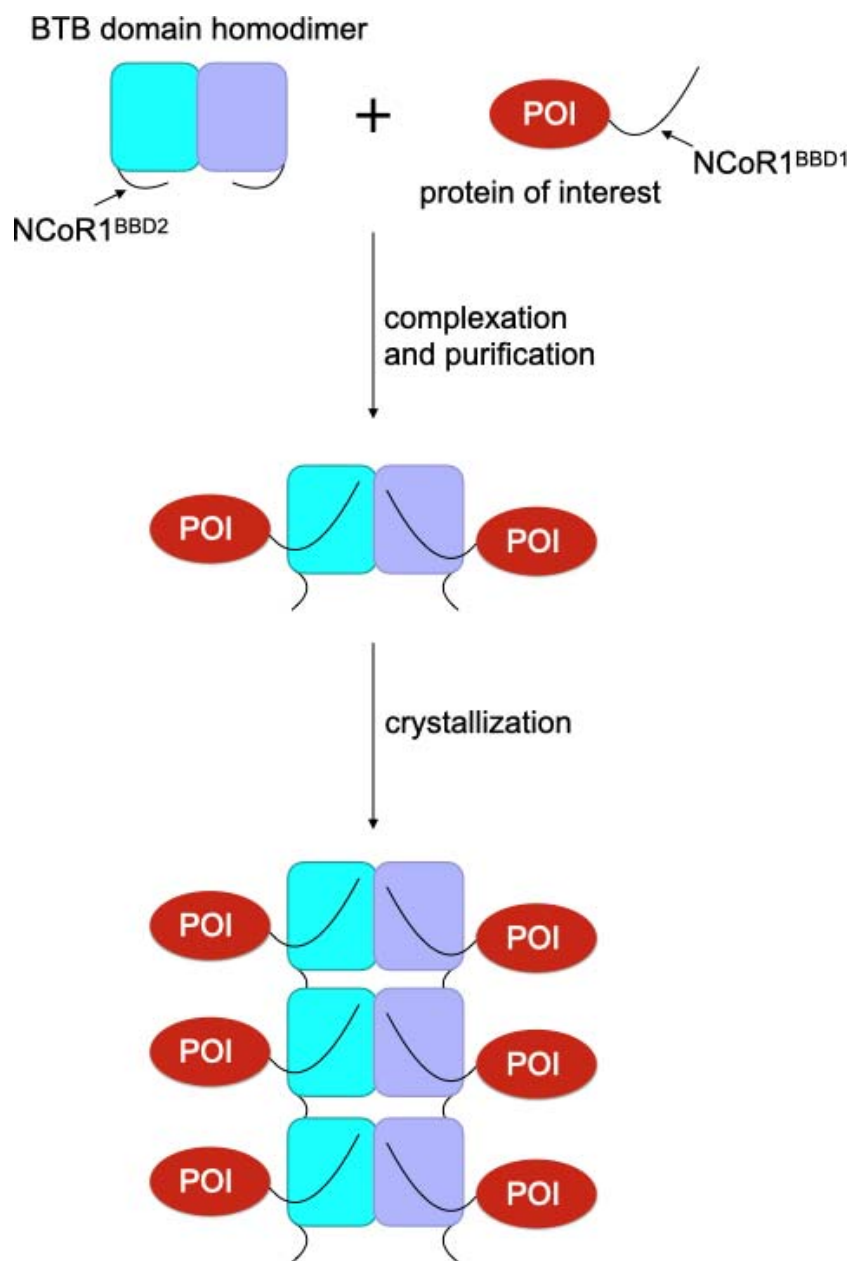 BTB domain homodimer
+
POI
NCoR1BBD1
protein of interest
NCoR1BBD2
complexation
and purification
POI
POI
crystallization
POI
POI
POI
POI
POI
POI